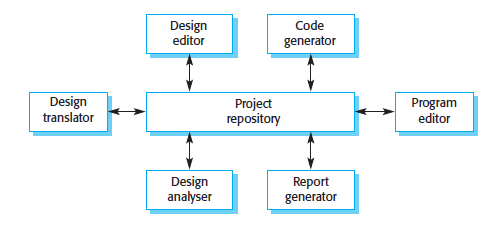 Design
editor
Code
generator
Design
translator
Project
repository
Program
editor
Design
analyser
Report
generator